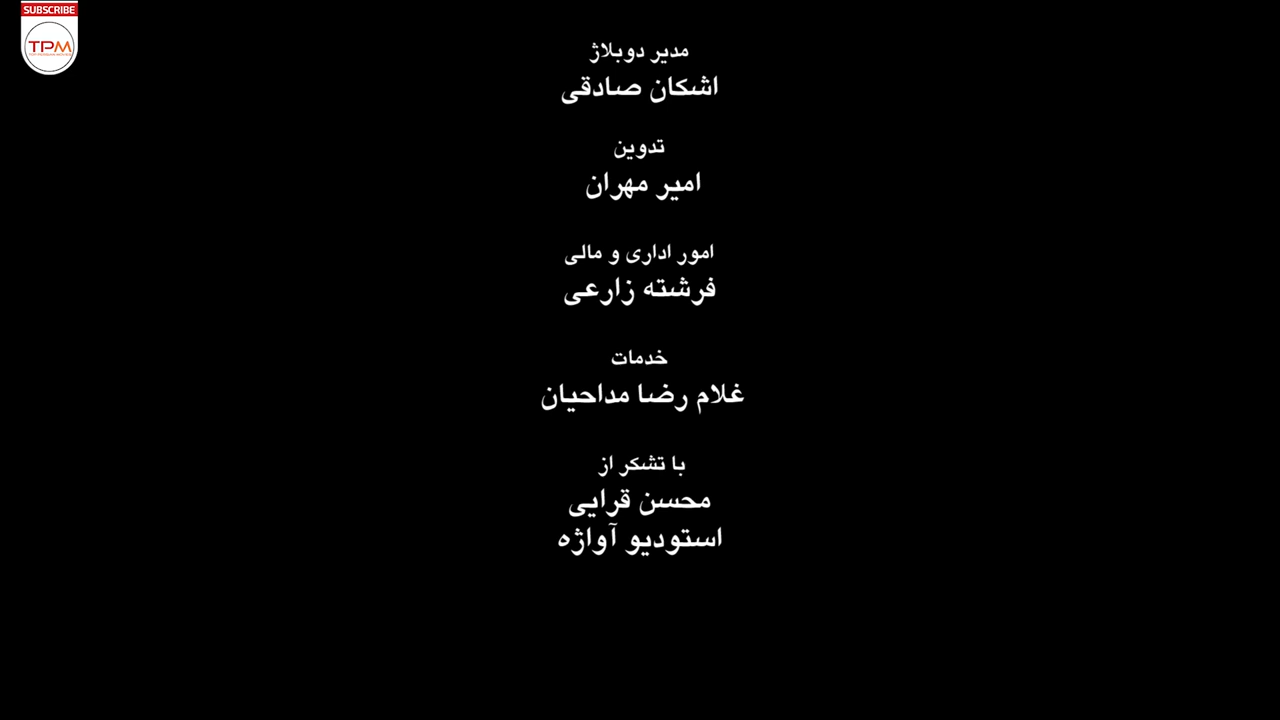 SUBSCRIBE
TPM
مدیر دوبلاژ
اشکان صادقی
تدوین
امیر مهران
امور اداری و مالی
فرشته زارعی
خدمات
غلام رضا مداحیان
با تشکر از
محسن قرایی
استودیو آواژه